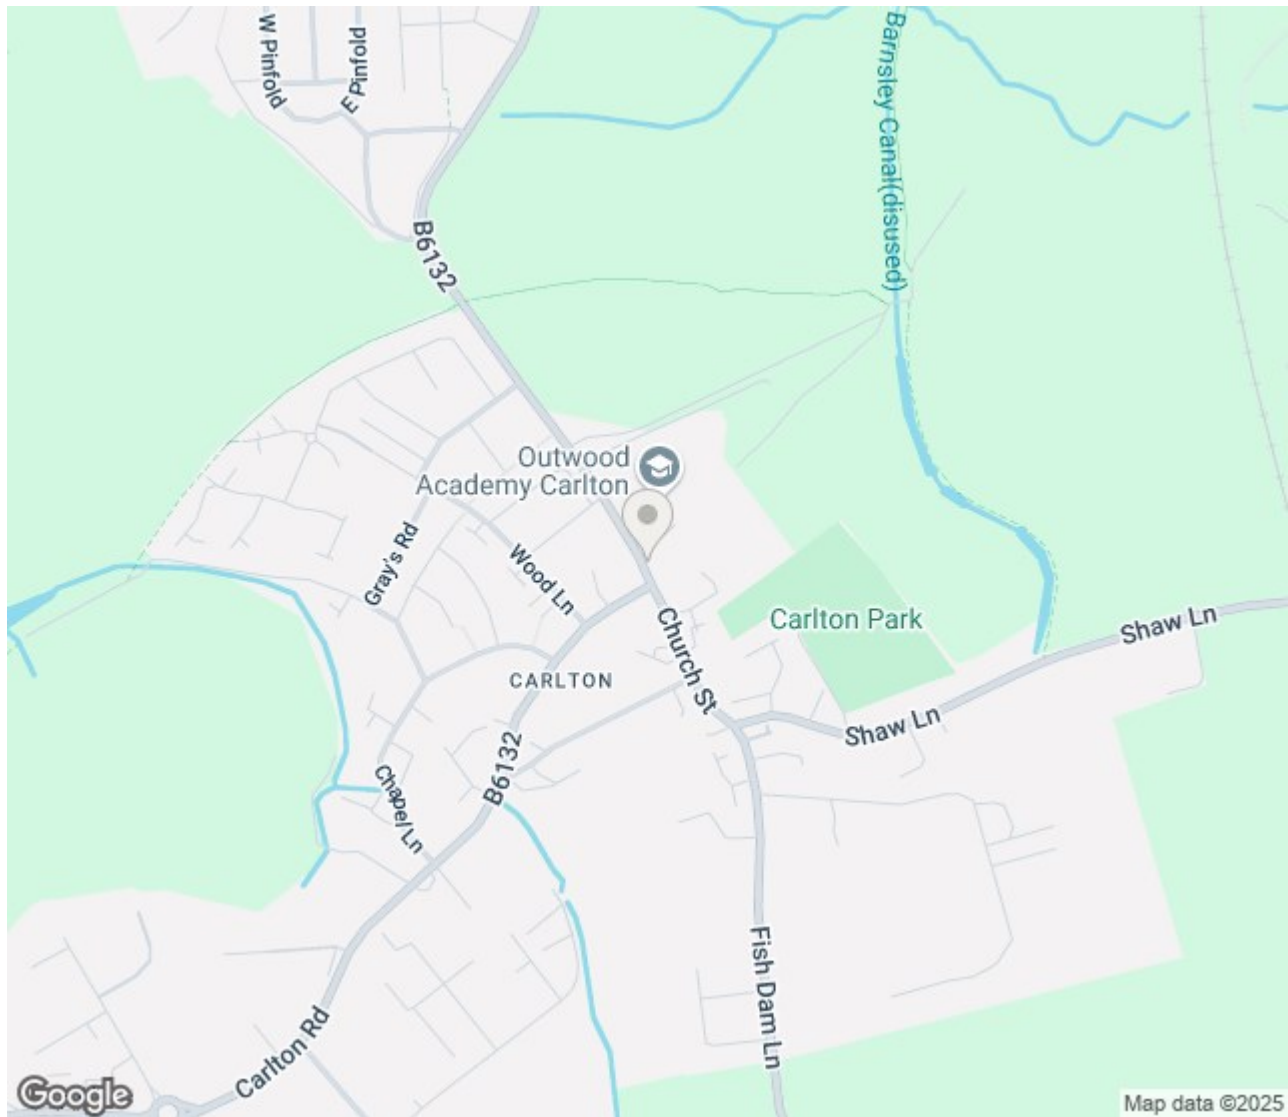 W Pinfold
E Pinfold
Barnsley Canal(disused)
B6132
Outwood
Academy Carlton
Gray's Rd
Wood Ln
Church St
Carlton Park
Shaw Ln
CARLTON
Shaw Ln
B6132
Chapel Ln
Fish Dam Ln
Carlton Rd
Google
Map data ©2025